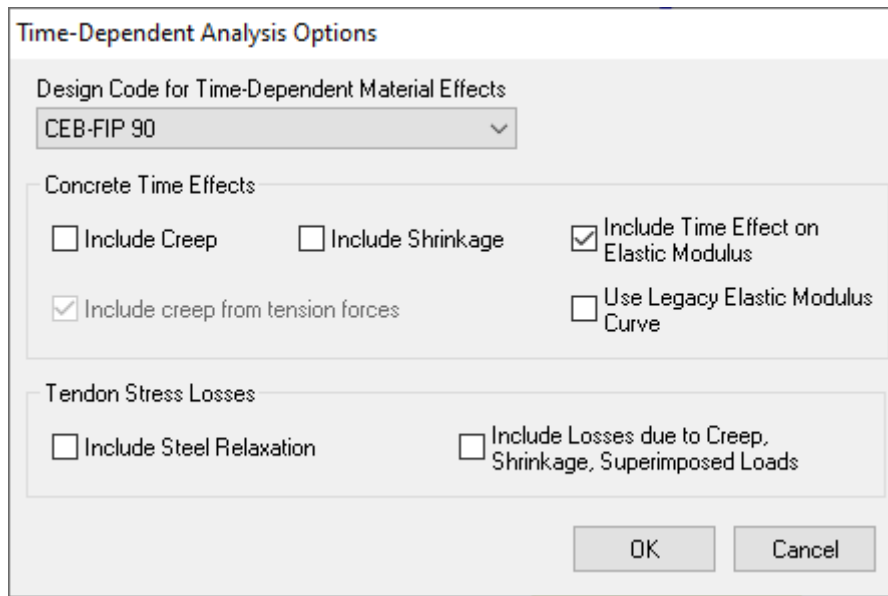 Time-Dependent Analysis Options
Design Code for Time-Dependent Material Effects
CEB-FIP 90
Concrete Time Effects
Include Creep
Include Shrinkage
Include Time Effect on
Elastic Modulus
Include creep from tension forces
Use Legacy Elastic Modulus
Curve
Tendon Stress Losses
Include Steel Relaxation
Include Losses due to Creep,
Shrinkage, Superimposed Loads
OK
Cancel